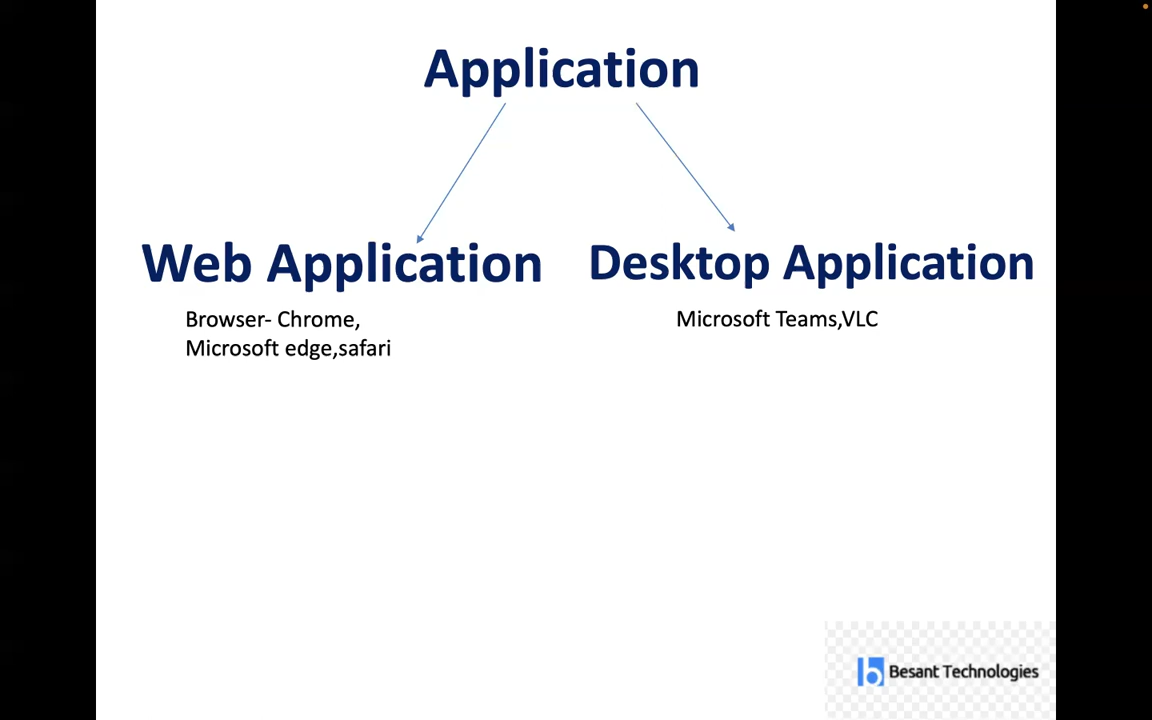 Application
Web Application
Browser- Chrome,
Microsoft edge,safari
Desktop Application
Microsoft Teams,VLC
Besant Technologies